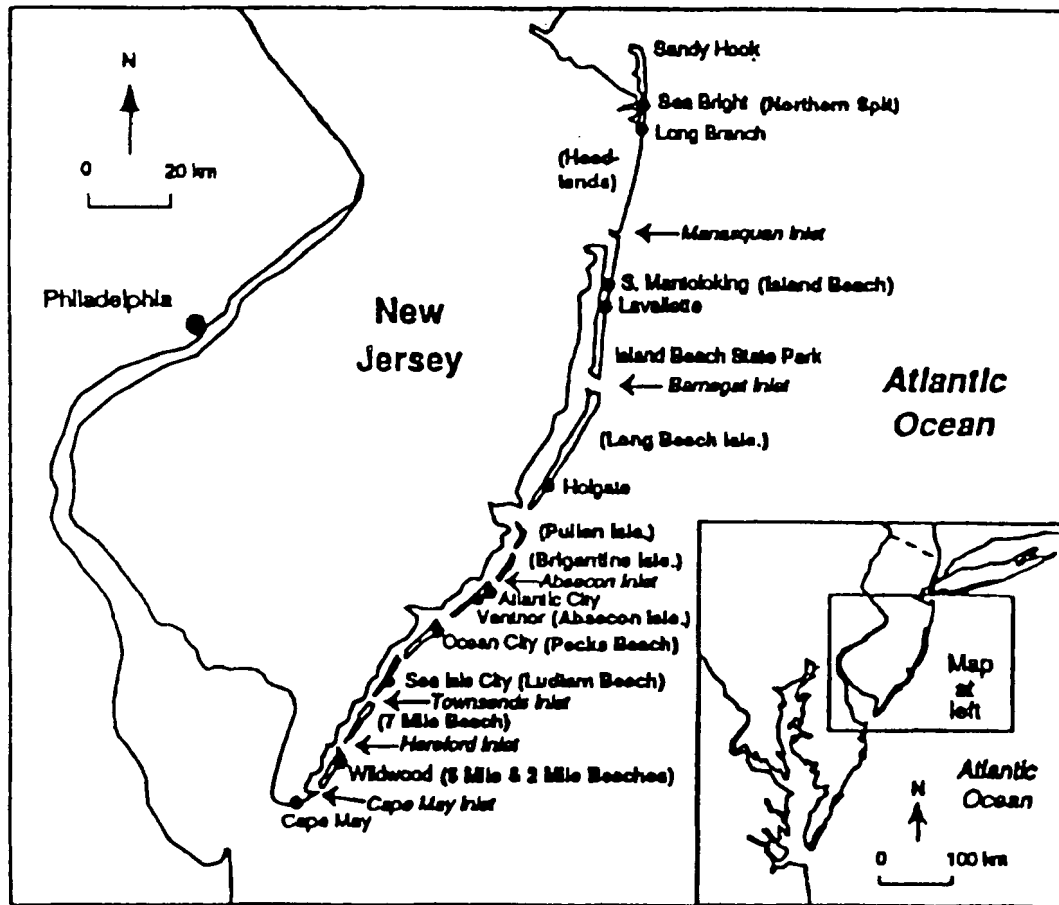 N
0 20 km
Philadelphia
New
Jersey
Sandy Hook
Sea Bright (Northern Spit)
Long Branch
(Head-
lands)
Manasquan Inlet
S. Mantoloking (Island Beach)
Lavallette
Island Beach State Park
Barnegat Inlet
Atlantic
Ocean
(Long Beach Isle.)
Holgate
(Pullen Isle.)
(Brigantine Isle.)
Absecon Inlet
Atlantic City
Ventnor (Absecon Isle.)
Ocean City (Pecks Beach)
Sea Isle City (Ludlam Beach)
Townsends Inlet
(7 Mile Beach)
Hereford Inlet
Wildwood (5 Mile & 2 Mile Beaches)
Cape May Inlet
Cape May
Map
at
left
Atlantic
Ocean
N
0 100 km